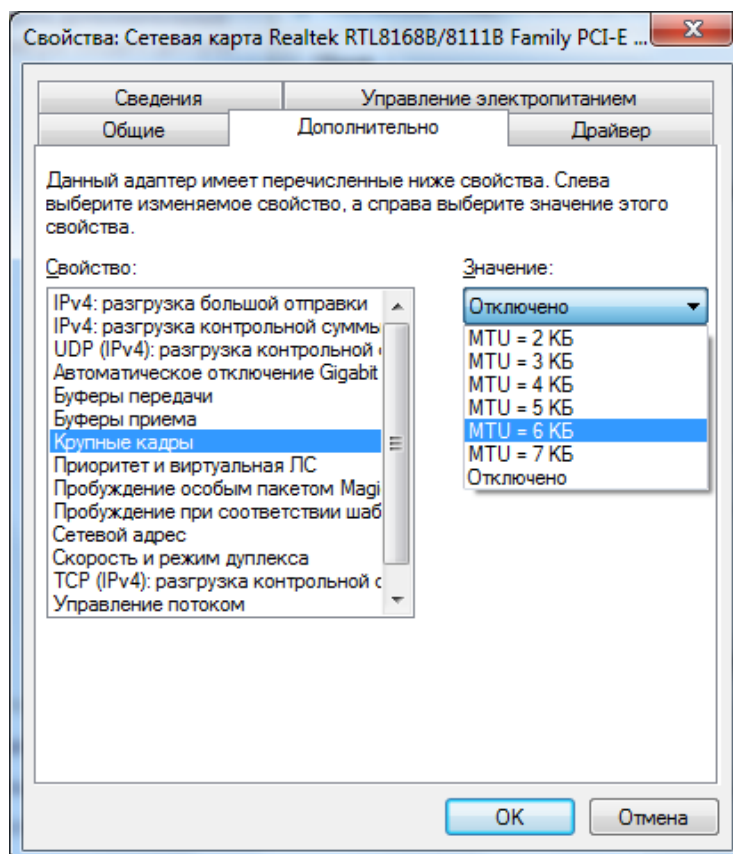 Свойства: Сетевая карта Realtek RTL8168B/8111B Family PCI-E ...
Сведения
Управление электропитанием
Общие
Дополнительно
Драйвер
Данный адаптер имеет перечисленные ниже свойства. Слева
выберите изменяемое свойство, а справа выберите значение этого
свойства.
Свойство:
IPv4: разгрузка большой отправки
IPv4: разгрузка контрольной суммы
UDP (IPv4): разгрузка контрольной
Автоматическое отключение Gigabit
Буферы передачи
Буферы приема
Крупные кадры
Приоритет и виртуальная ЛС
Пробуждение особым пакетом Magi
Пробуждение при соответствии шаб
Сетевой адрес
Скорость и режим дуплекса
TCP (IPv4): разгрузка контрольной с
Управление потоком
Значение:
Отключено
MTU = 2 КБ
MTU = 3 КБ
MTU = 4 КБ
MTU = 5 КБ
MTU = 6 КБ
MTU = 7 КБ
Отключено
OK
Отмена